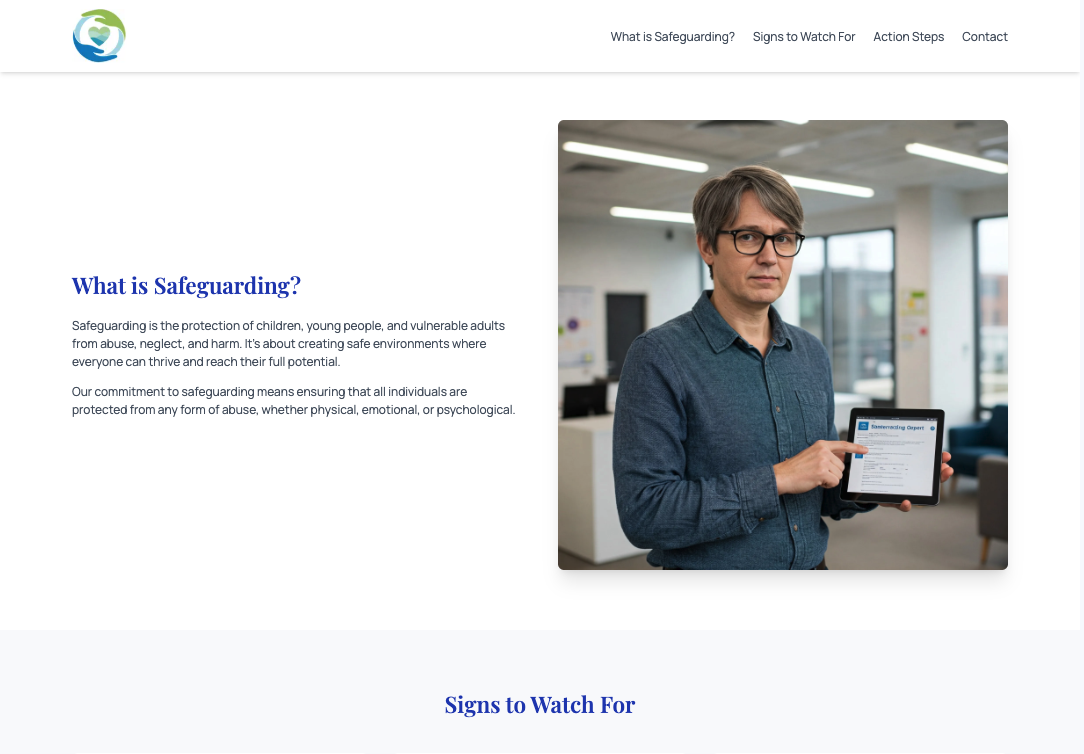 What is Safeguarding?
Signs to Watch For
Action Steps
Contact
What is Safeguarding?
Safeguarding is the protection of children, young people, and vulnerable adults
from abuse, neglect, and harm. It's about creating safe environments where
everyone can thrive and reach their full potential.
Our commitment to safeguarding means ensuring that all individuals are
protected from any form of abuse, whether physical, emotional, or psychological.
Signs to Watch For